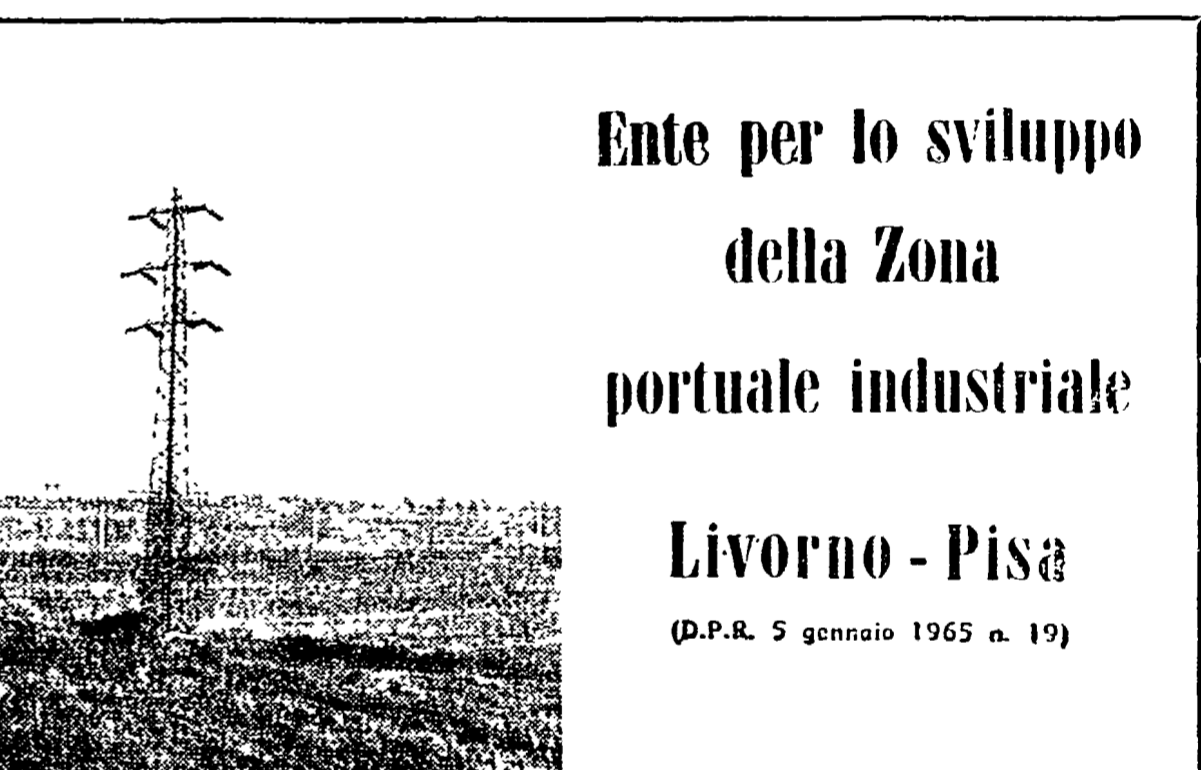 Ente per lo sviluppo
della Zona
portuale industriale
Livorno - Pisa
(D.P.R. 5 gennaio 1965 n. 19)